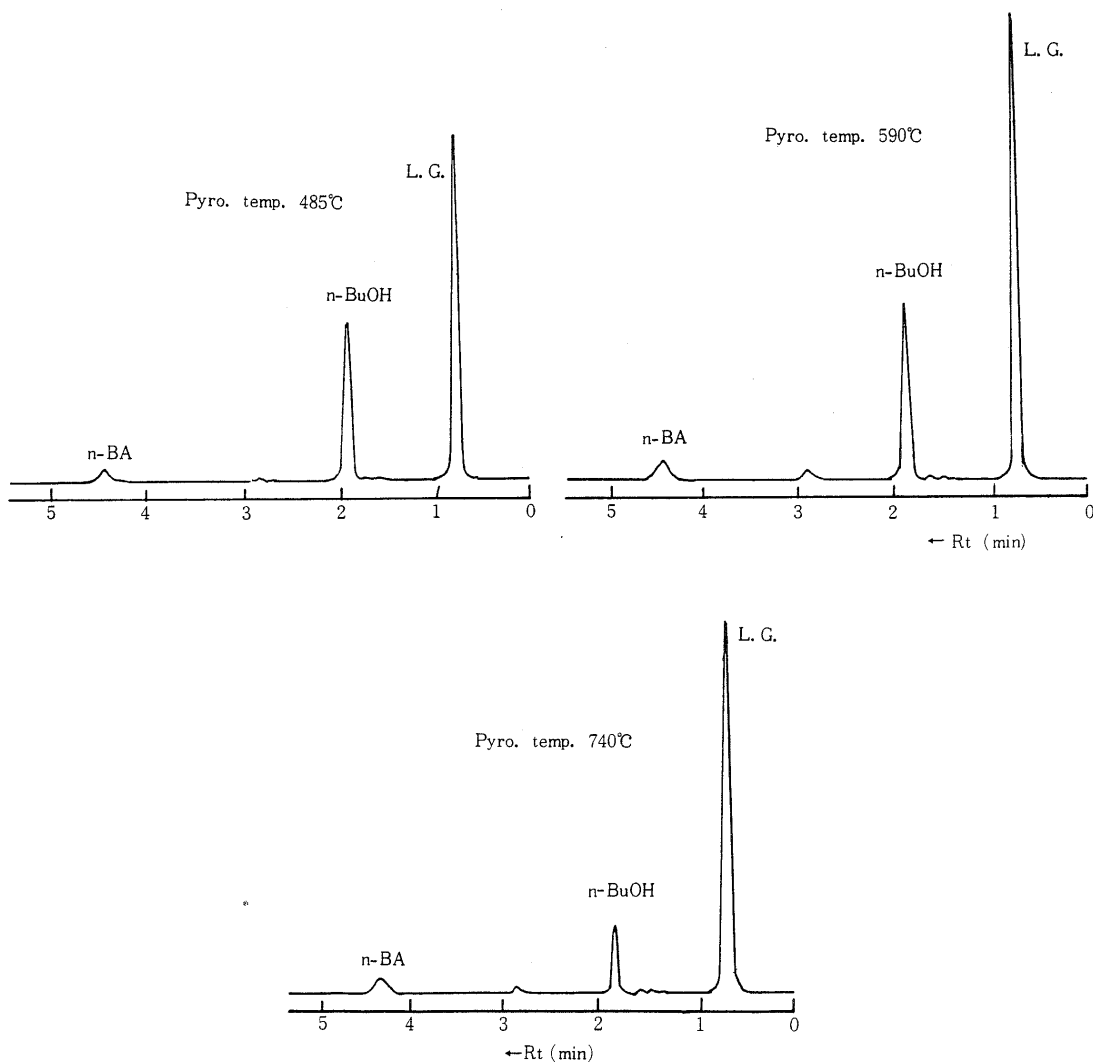 L. G.
Pyro. temp. 485℃
n-BuOH
n-BA
5 4 3 2 1 0
L. G.
Pyro. temp. 590℃
n-BuOH
n-BA
5 4 3 2 1 0
← Rt (min)
L. G.
Pyro. temp. 740℃
n-BuOH
n-BA
5 4 3 2 1 0
←Rt (min)